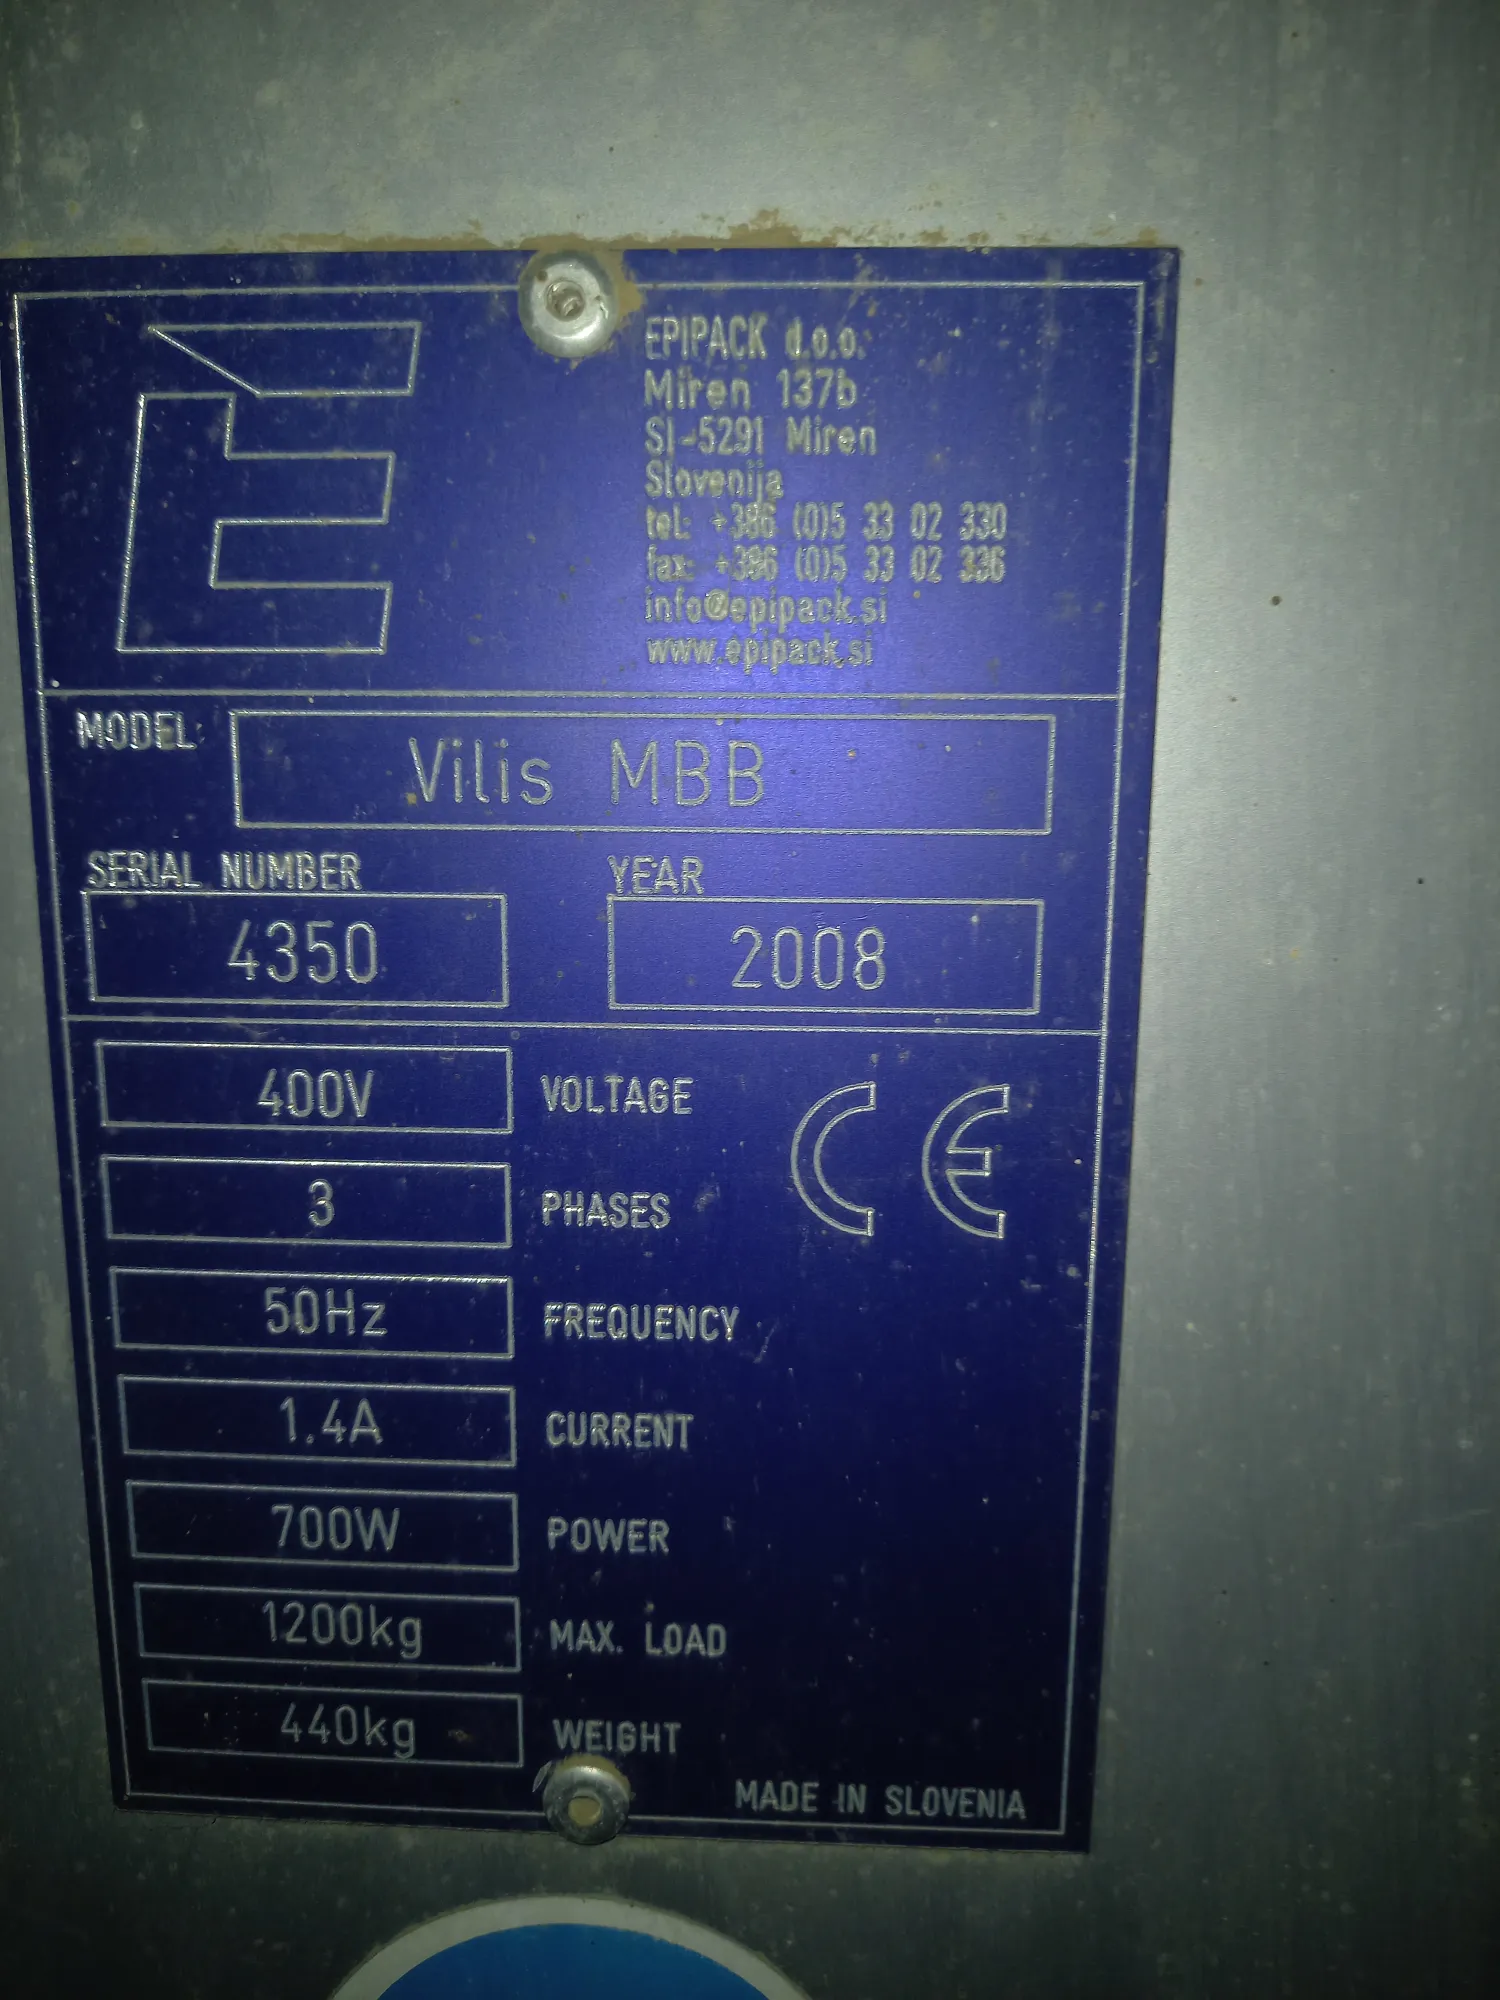 EPIPACK d.o.o.
Miren 137b
SI-5291 Miren
Slovenija
tel: +386 (0)5 33 02 330
fax: +386 (0)5 33 02 336
info@epipack.si
www.epipack.si
MODEL: Vilis MBB
SERIAL NUMBER YEAR
4350 2008
400V VOLTAGE
3 PHASES
CE
50Hz FREQUENCY
1.4A CURRENT
700W POWER
1200kg MAX. LOAD
440kg WEIGHT
MADE IN SLOVENIA